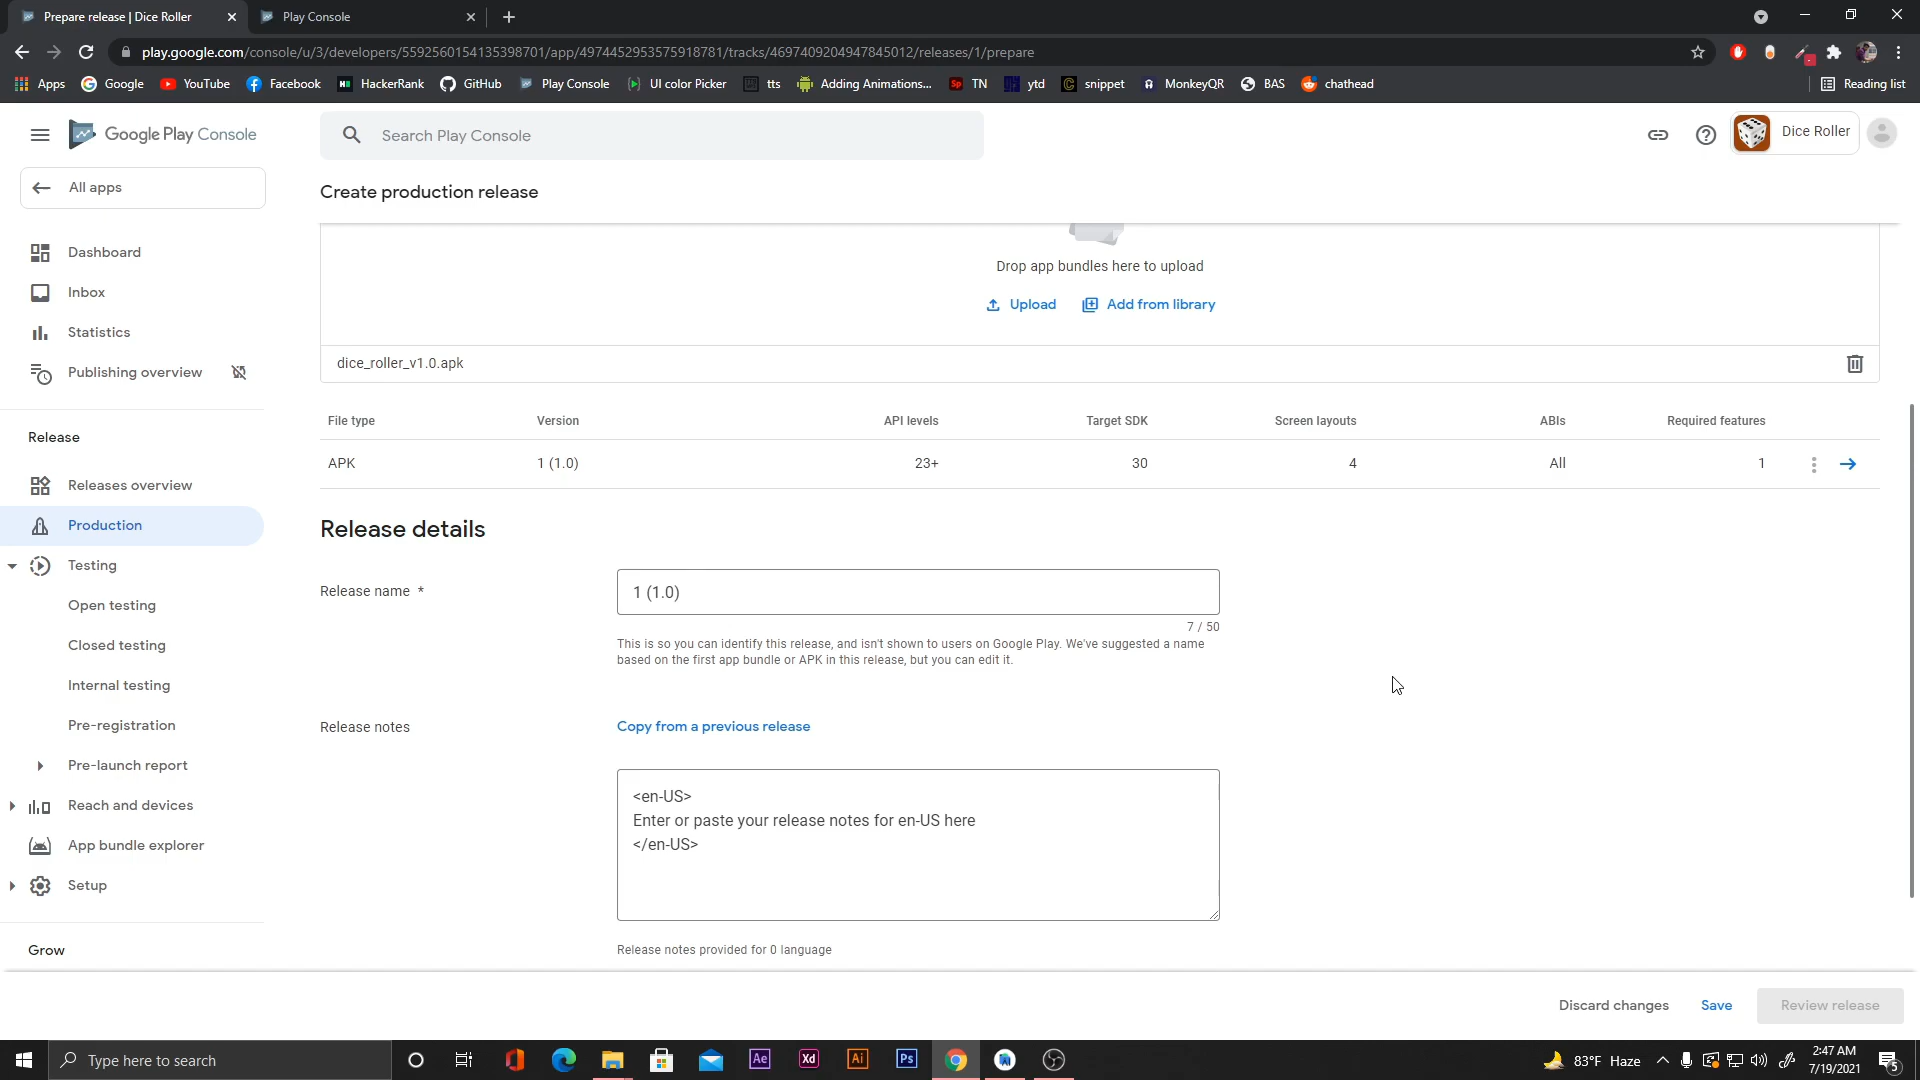 Prepare release | Dice Roller
Play Console
play.google.com/console/u/3/developers/5592560154135398701/app/4974452953575918781/tracks/4697409204947845012/releases/1/prepare
Apps
Google
YouTube
Facebook
HackerRank
GitHub
Play Console
UI color Picker
tts
Adding Animations...
TN
ytd
snippet
MonkeyQR
BAS
chathead
Reading list
Google Play Console
Search Play Console
Dice Roller
All apps
Create production release
Dashboard
Inbox
Statistics
Publishing overview
Release
Releases overview
Production
Testing
Open testing
Closed testing
Internal testing
Pre-registration
Pre-launch report
Reach and devices
App bundle explorer
Setup
Grow
Drop app bundles here to upload
Upload
Add from library
dice_roller_v1.0.apk
File type Version API levels Target SDK Screen layouts ABIs Required features
APK 1 (1.0) 23+ 30 4 All 1
Release details
Release name *
1 (1.0)
7 / 50
This is so you can identify this release, and isn't shown to users on Google Play. We've suggested a name
based on the first app bundle or APK in this release, but you can edit it.
Release notes
Copy from a previous release
<en-US>
Enter or paste your release notes for en-US here
</en-US>
Release notes provided for 0 language
Discard changes
Save
Review release
Type here to search
Ae
Xd
Ai
Ps
83°F Haze
2:47 AM
7/19/2021
5